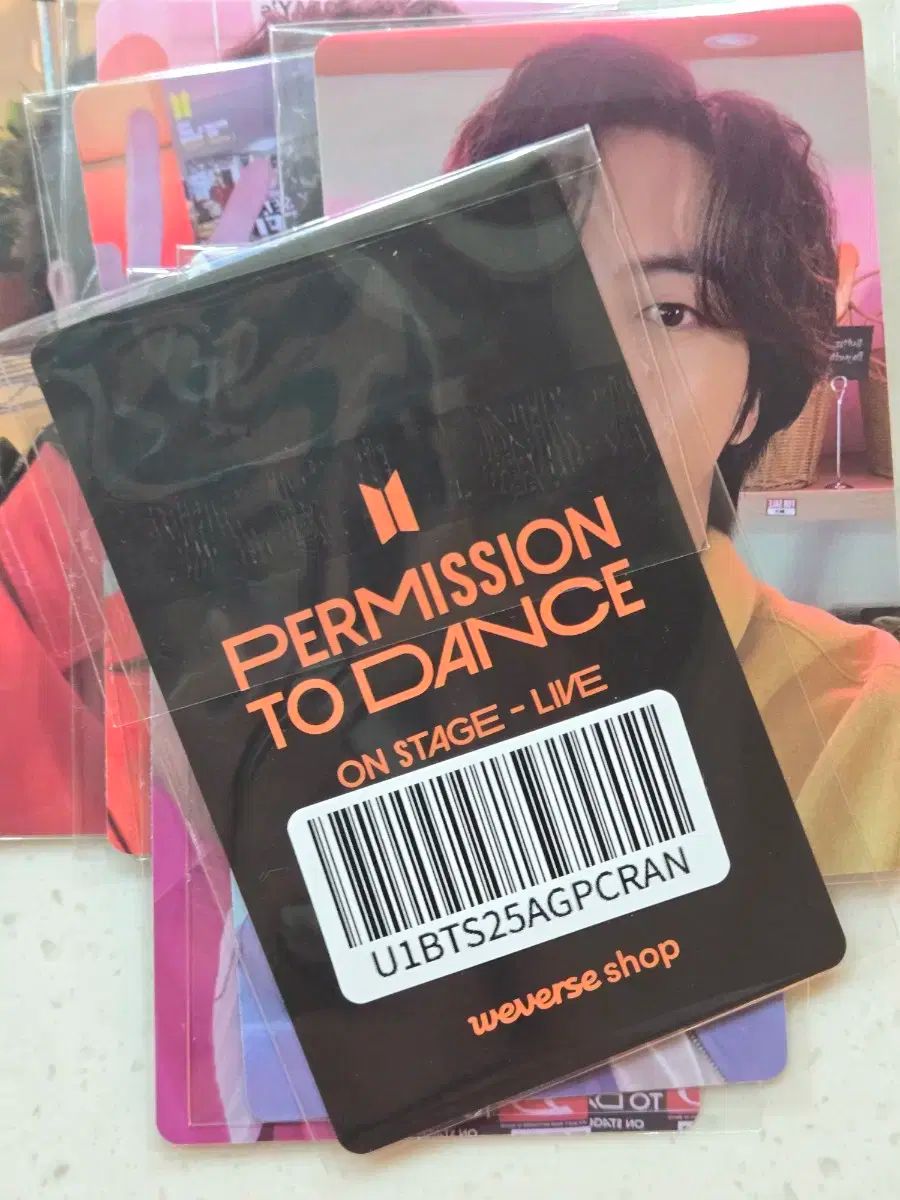 PERMISSION
TO DANCE
ON STAGE - LIVE
U1BTS25AGPCRAN
weverse shop